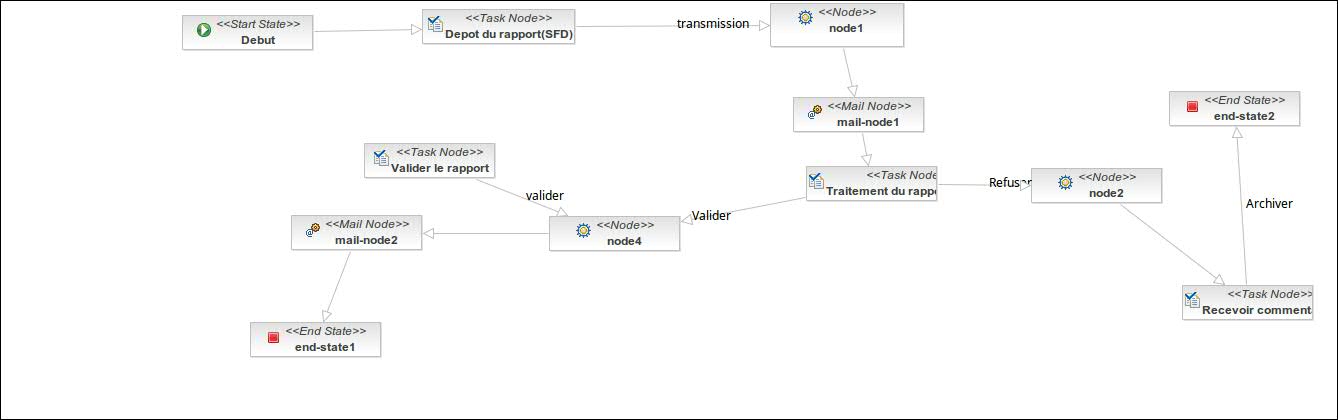 <<Start State>>
Debut
<<Task Node>>
Depot du rapport(SFD)
transmission
<<Node>>
node1
<<Mail Node>>
mail-node1
<<End State>>
end-state2
<<Task Node>>
Valider le rapport
<<Task Node
Traitement du rapp
Refuser
<<Node>>
node2
valider
Valider
Archiver
<<Mail Node>>
mail-node2
<<Node>>
node4
<<Task Node>>
Recevoir comment
<<End State>>
end-state1